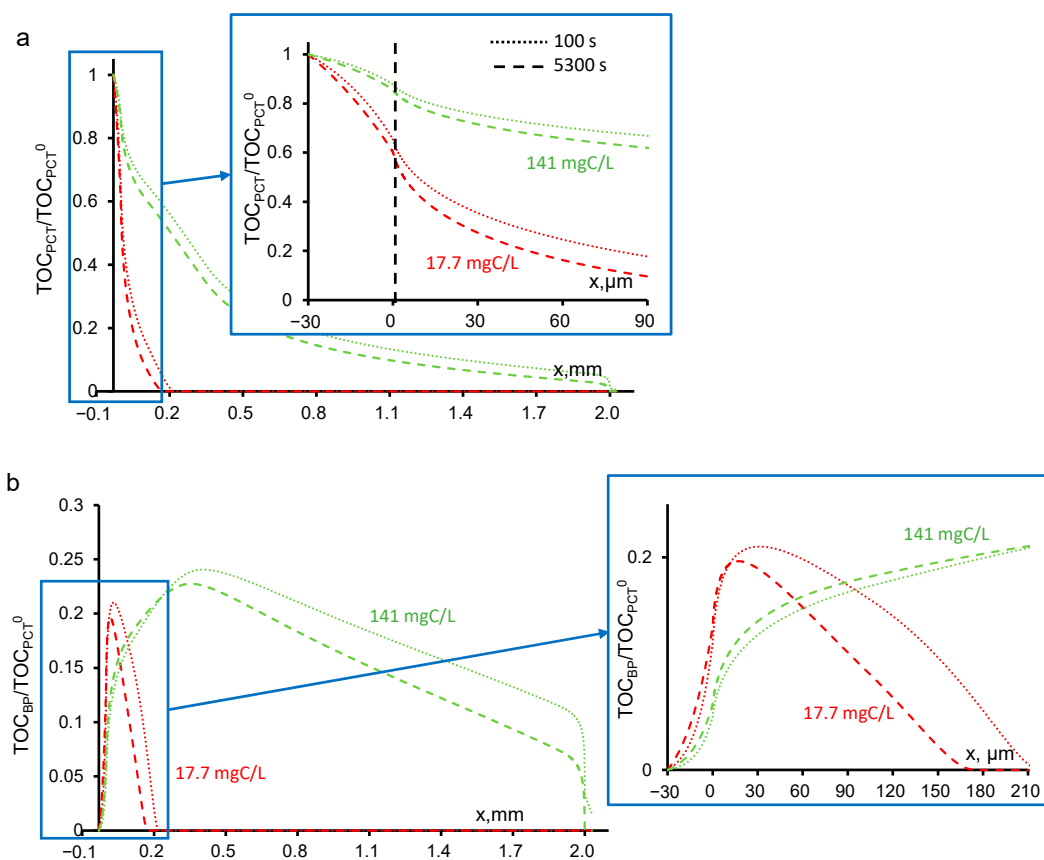 a
TOC_PCT/TOC_PCT^0
1
0.8
0.6
0.4
0.2
0
−0.1
0.2
0.5
0.8
1.1
1.4
1.7
2.0
x,mm
TOC_PCT/TOC_PCT^0
1
0.8
0.6
0.4
0.2
0
−30
0
30
60
90
x,µm
100 s
5300 s
141 mgC/L
17.7 mgC/L
b
TOC_BP/TOC_PCT^0
0.3
0.25
0.2
0.15
0.1
0.05
0
−0.1
0.2
0.5
0.8
1.1
1.4
1.7
2.0
x,mm
141 mgC/L
17.7 mgC/L
TOC_BP/TOC_PCT^0
0.2
0
−30
0
30
60
90
120
150
180
210
x, µm
141 mgC/L
17.7 mgC/L